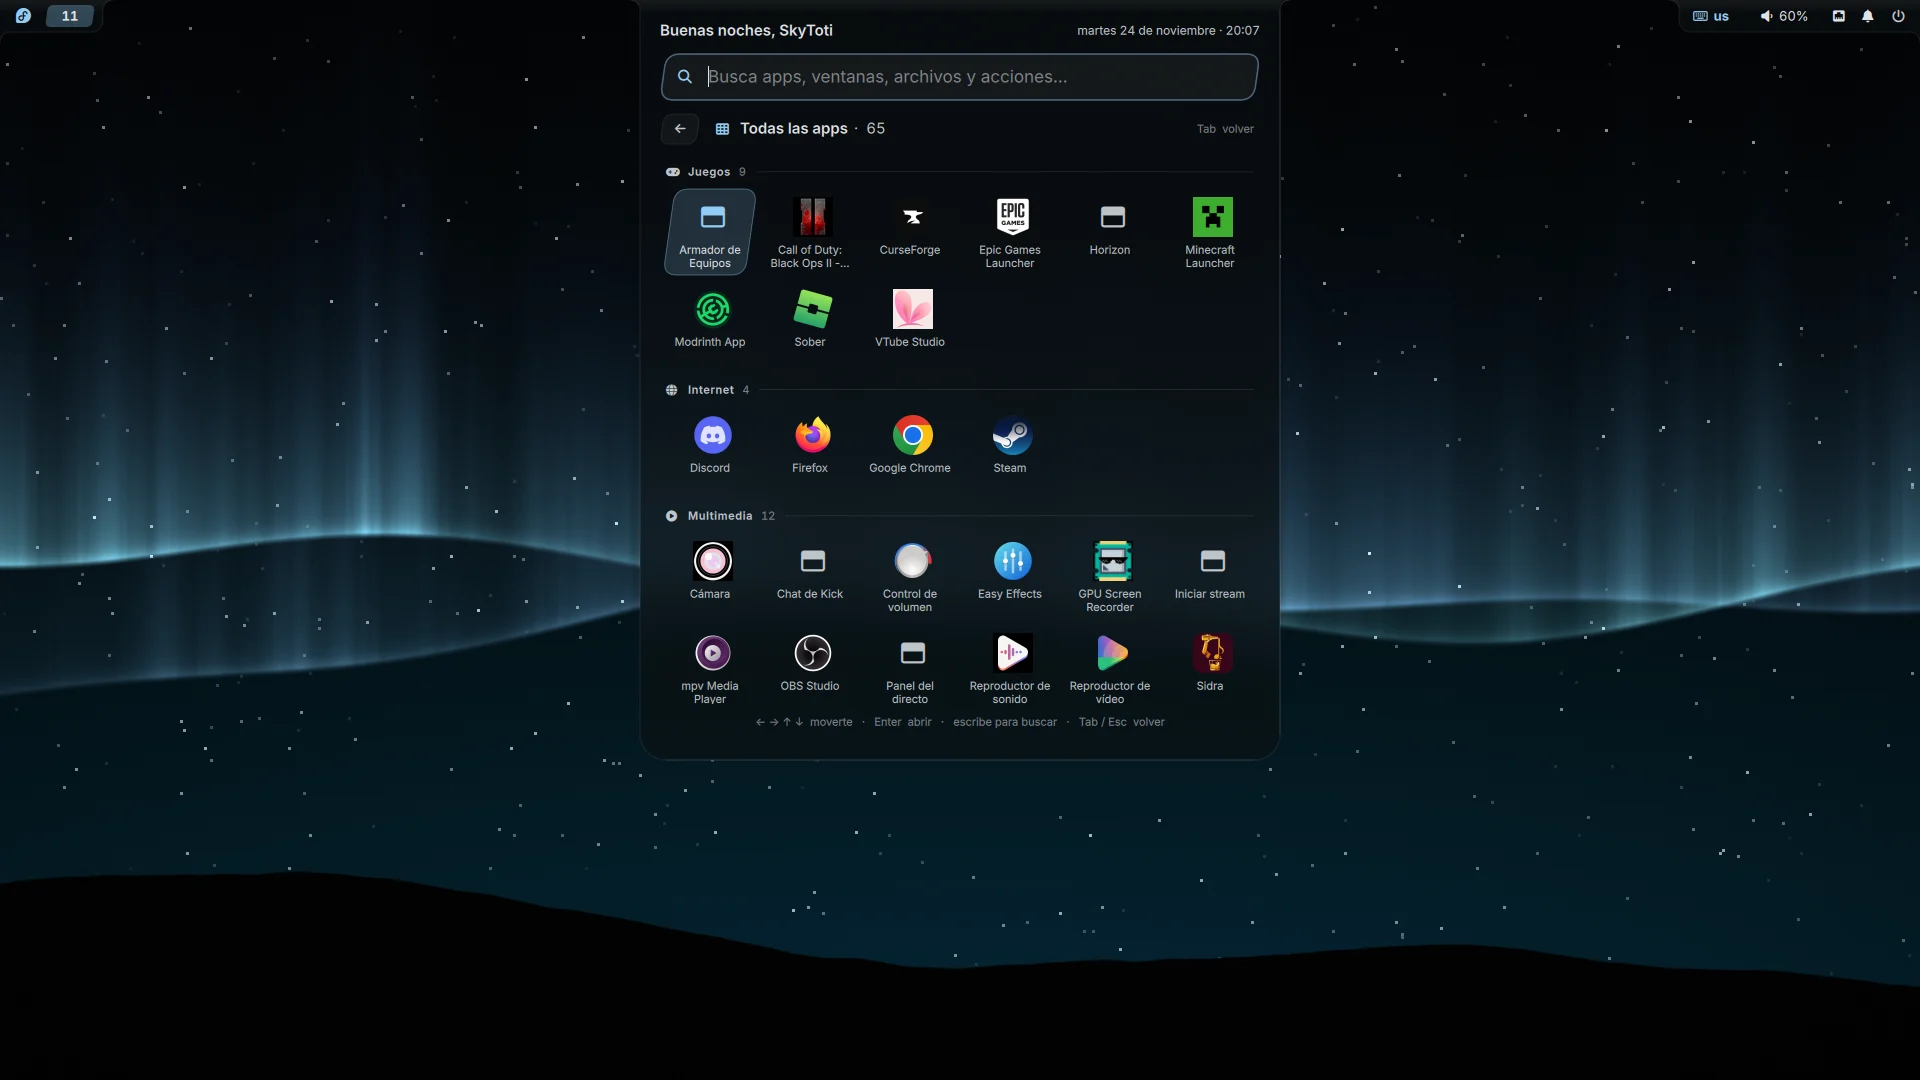 11
us
60%
Buenas noches, SkyToti
martes 24 de noviembre · 20:07
Busca apps, ventanas, archivos y acciones...
Todas las apps · 65
Tab volver
Juegos 9
Armador de Equipos
Call of Duty: Black Ops II -...
CurseForge
EPIC GAMES
Epic Games Launcher
Horizon
Minecraft Launcher
Modrinth App
Sober
VTube Studio
Internet 4
Discord
Firefox
Google Chrome
Steam
Multimedia 12
Cámara
Chat de Kick
Control de volumen
Easy Effects
GPU Screen Recorder
Iniciar stream
mpv Media Player
OBS Studio
Panel del directo
Reproductor de sonido
Reproductor de vídeo
Sidra
←→↑↓ moverte · Enter abrir · escribe para buscar · Tab / Esc volver